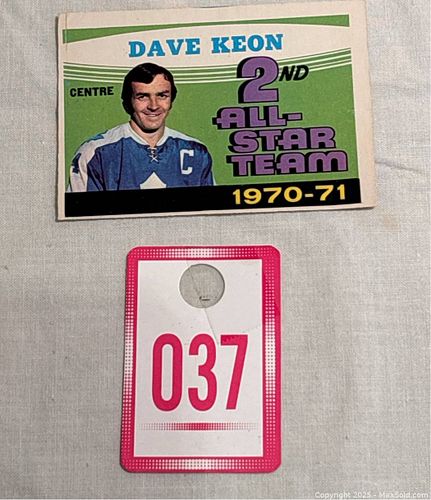 DAVE KEON
CENTRE
2ND
ALL-
STAR
TEAM
1970-71
C
037
Copyright 2025 - MaxSold.com